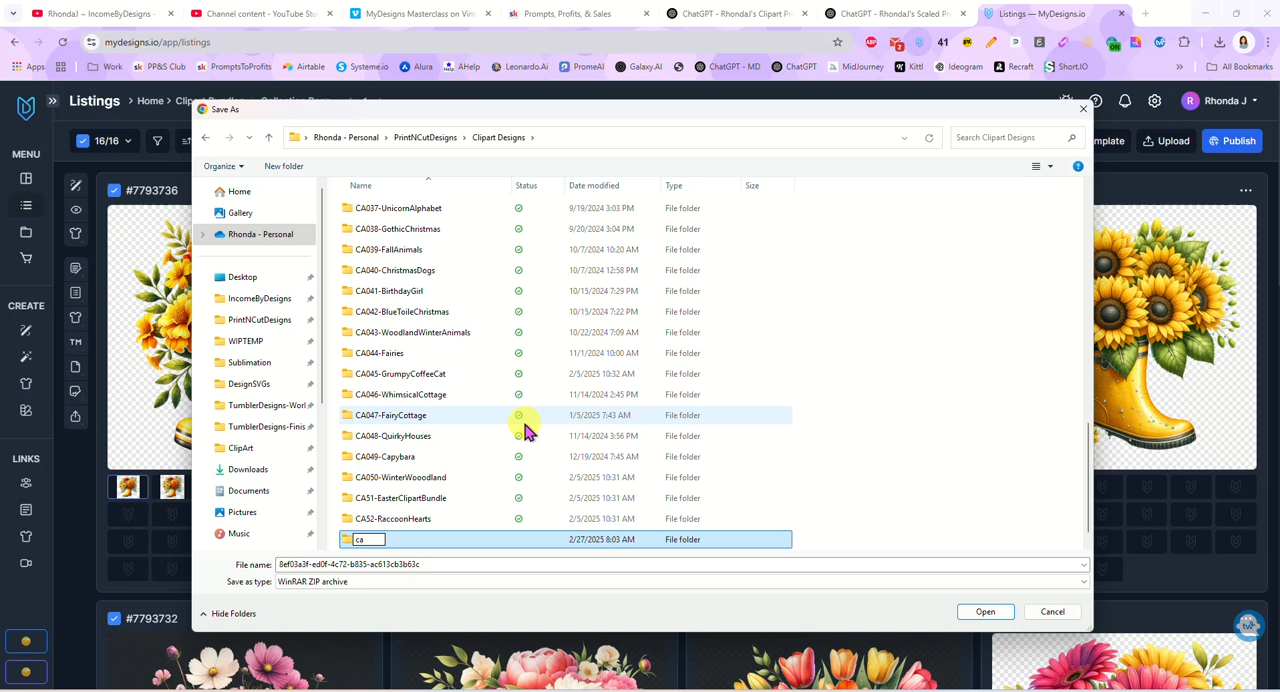 RhondaJ – IncomeByDesigns -
Channel content - YouTube Stu
MyDesigns Masterclass on Vim
sk Prompts, Profits, & Sales
ChatGPT - RhondaJ's Clipart Pr
ChatGPT - RhondaJ's Scaled Pr
Listings — MyDesigns.io
mydesigns.io/app/listings
ABP 2 41 PK P E ON
Apps Work sk PP&S Club sk PromptsToProfits Airtable Systeme.io Alura AHelp Leonardo.Ai PromeAI Galaxy.AI ChatGPT - MD ChatGPT MidJourney Kittl Ideogram Recraft Short.IO All Bookmarks
Listings Home
R Rhonda J
Save As
16/16
Rhonda - Personal PrintNCutDesigns Clipart Designs
Search Clipart Designs
mplate Upload Publish
MENU
Organize New folder
#7793736
Name Status Date modified Type Size
Home
Gallery
Rhonda - Personal
Desktop
IncomeByDesigns
PrintNCutDesigns
WIPTEMP
Sublimation
DesignSVGs
TumblerDesigns-Worl
TumblerDesigns-Finis
ClipArt
Downloads
Documents
Pictures
Music
CA037-UnicornAlphabet 9/19/2024 3:03 PM File folder
CA038-GothicChristmas 9/20/2024 3:04 PM File folder
CA039-FallAnimals 10/7/2024 10:20 AM File folder
CA040-ChristmasDogs 10/7/2024 12:58 PM File folder
CA041-BirthdayGirl 10/15/2024 7:29 PM File folder
CA042-BlueToileChristmas 10/15/2024 7:22 PM File folder
CA043-WoodlandWinterAnimals 10/22/2024 7:09 AM File folder
CA044-Fairies 11/1/2024 10:00 AM File folder
CA045-GrumpyCoffeeCat 2/5/2025 10:32 AM File folder
CA046-WhimsicalCottage 11/14/2024 2:45 PM File folder
CA047-FairyCottage 1/5/2025 7:43 AM File folder
CA048-QuirkyHouses 11/14/2024 3:56 PM File folder
CA049-Capybara 12/19/2024 7:45 AM File folder
CA050-WinterWooodland 2/5/2025 10:31 AM File folder
CA51-EasterClipartBundle 2/5/2025 10:31 AM File folder
CA52-RaccoonHearts 2/5/2025 10:31 AM File folder
ca 2/27/2025 8:03 AM File folder
CREATE
TM
LINKS
File name: 8ef03a3f-ed0f-4c72-b835-ac613cb3b63c
Save as type: WinRAR ZIP archive
Hide Folders Open Cancel
#7793732